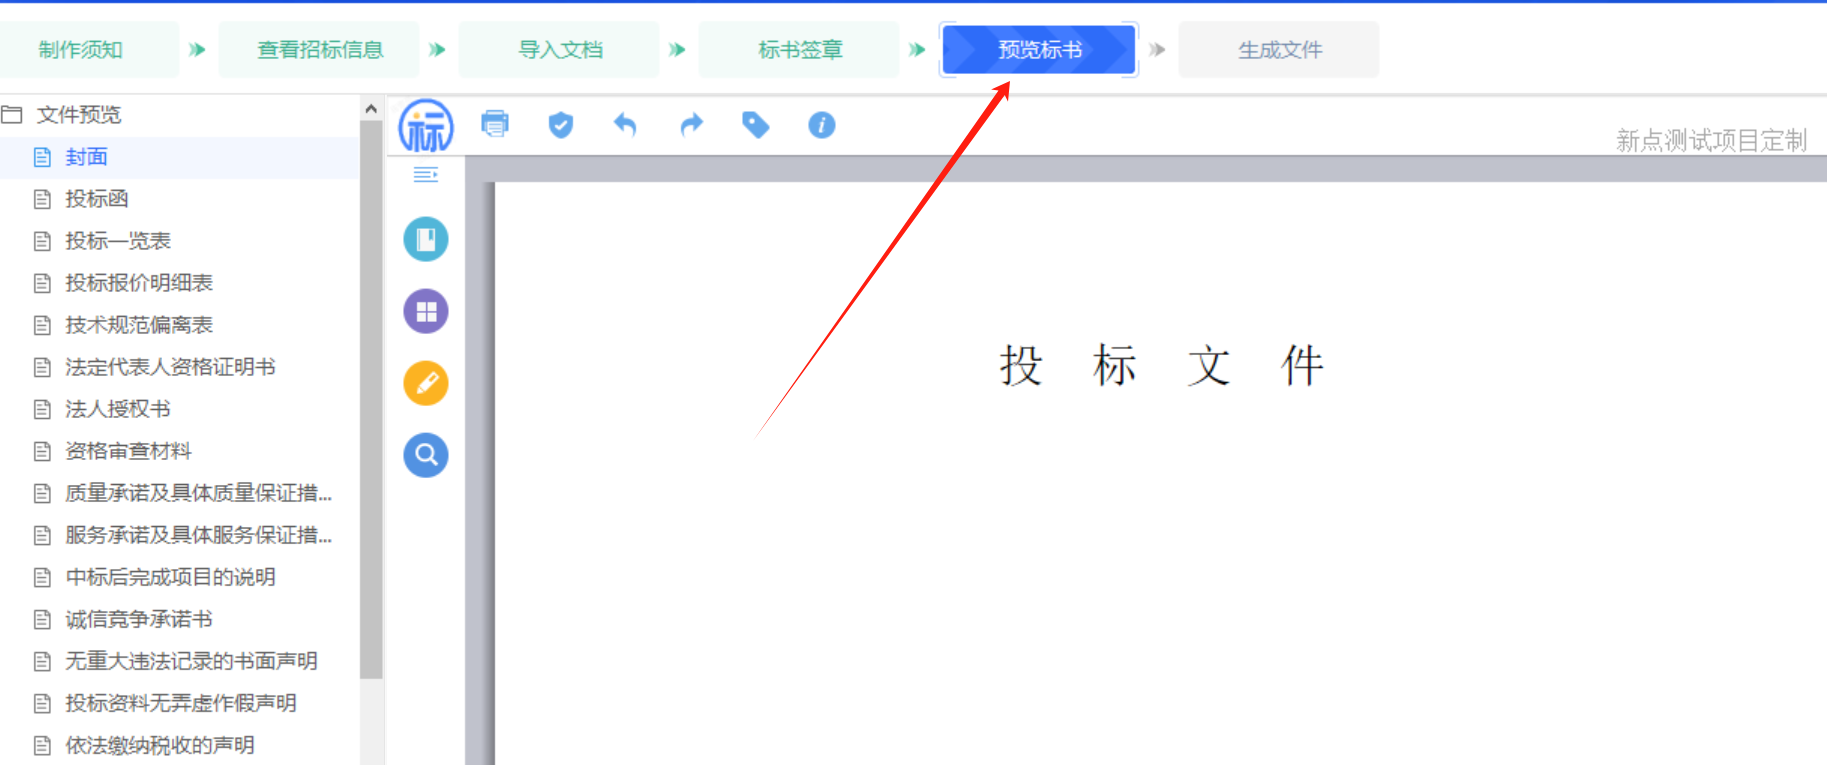 制作须知
查看招标信息
导入文档
标书签章
预览标书
生成文件
文件预览
封面
投标函
投标一览表
投标报价明细表
技术规范偏离表
法定代表人资格证明书
法人授权书
资格审查材料
质量承诺及具体质量保证措...
服务承诺及具体服务保证措...
中标后完成项目的说明
诚信竞争承诺书
无重大违法记录的书面声明
投标资料无弄虚作假声明
依法缴纳税收的声明
标
新点测试项目定制
投 标 文 件